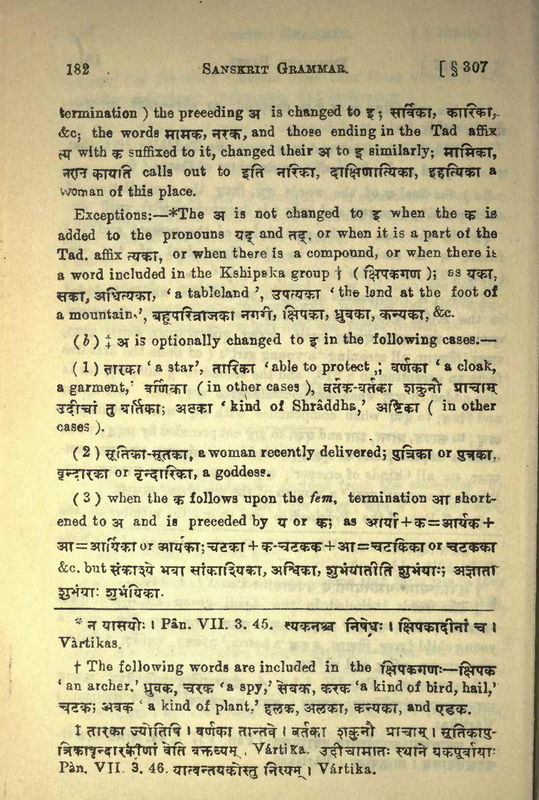 182 SANSKRIT GRAMMAR. [ § 307
termination ) the preceding अ is changed to इ; सर्विका, कारिका,
&c; the words मामक, नरक, and those ending in the Tad affix
त्य with क suffixed to it, changed their अ to इ similarly; मामिका,
नरान् कायति calls out to इति नरिका, दाक्षिणात्यिका, इहत्यिका a
woman of this place.
Exceptions:—*The अ is not changed to इ when the क is
added to the pronouns यद् and तद्, or when it is a part of the
Tad. affix त्यका, or when there is a compound, or when there is
a word included in the Kshipaka group † ( क्षिपकगण ); as यका,
सका, अधित्यका, ‘ a tableland ’, उपत्यका ‘ the land at the foot of
a mountain.’, बहुपरिव्राजका नगरी, क्षिपका, ध्रुवका, कन्यका, &c.
( b ) ‡ अ is optionally changed to इ in the following cases.—
( 1 ) तारका ‘ a star’, तारिका ‘able to protect ,; वर्णका ‘ a cloak,
a garment,’ वर्णिका ( in other cases ), वर्तक-वर्तका शकुनौ प्राचाम्
उदीचां तु वर्तिका; अष्टका ‘ kind of Shrâddha,’ अष्टिका ( in other
cases ).
( 2 ) सूतिका-सूतका, a woman recently delivered; पुत्रिका or पुत्रका,
वृन्दारका or वृन्दारिका, a goddess.
( 3 ) when the क follows upon the fem. termination आ short-
ened to अ and is preceded by य or क; as आर्या+क=आर्यक+
आ=आर्यिका or आर्यका; चटका+क-चटकक+आ=चटकिका or चटकका
&c. but संकाश्ये भवा सांकाश्यिका, अश्विका, शुभंयातीति शुभंयाः; अज्ञाता
शुभंयाः शुभंयिका.
* न यासयोः । Pân. VII. 3. 45. त्यकनश्च निषेधः । क्षिपकादीनां च ।
Vàrtikas.
† The following words are included in the क्षिपकगणः—क्षिपक
‘ an archer.’ ध्रुवक, चरक ‘a spy,’ सेवक, करक ‘a kind of bird, hail,’
चटक; अवक ‘ a kind of plant,’ हलक, अलका, कन्यका, and एडक.
‡ तारका ज्योतिषि । वर्णका तान्तवे । वर्तका शकुनौ प्राचाम् । सूतिकापु-
त्रिकावृन्दारकीणां वेति वक्तव्यम् . Vártika. उदीचामातः स्थाने यकपूर्वायाः
Pàn. VII. 3. 46. यात्वन्तयकोस्तु नित्यम् । Vártika.